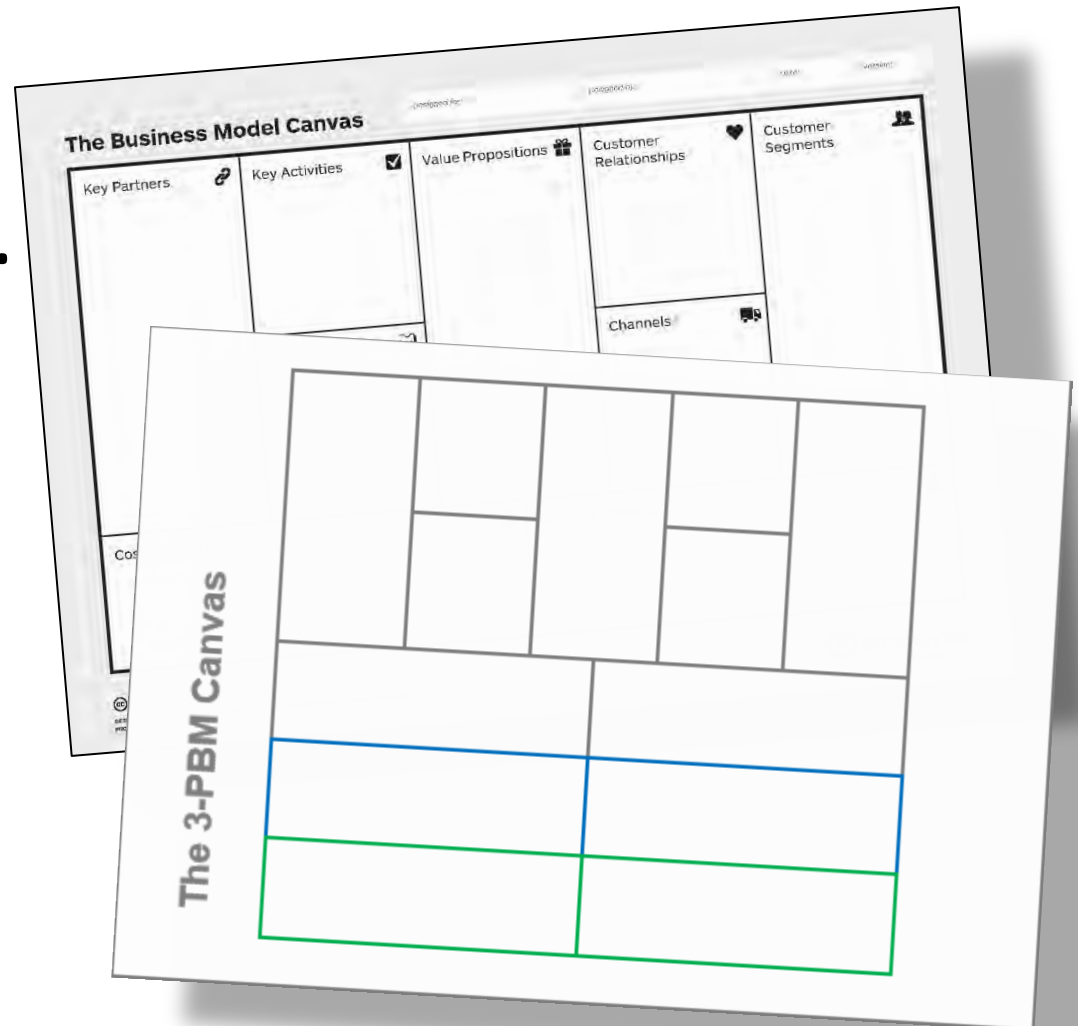 The Business Model Canvas
Key Partners
Key Activities
Value Propositions
Customer
Relationships
Customer
Segments
Channels
Cos
The 3-PBM Canvas